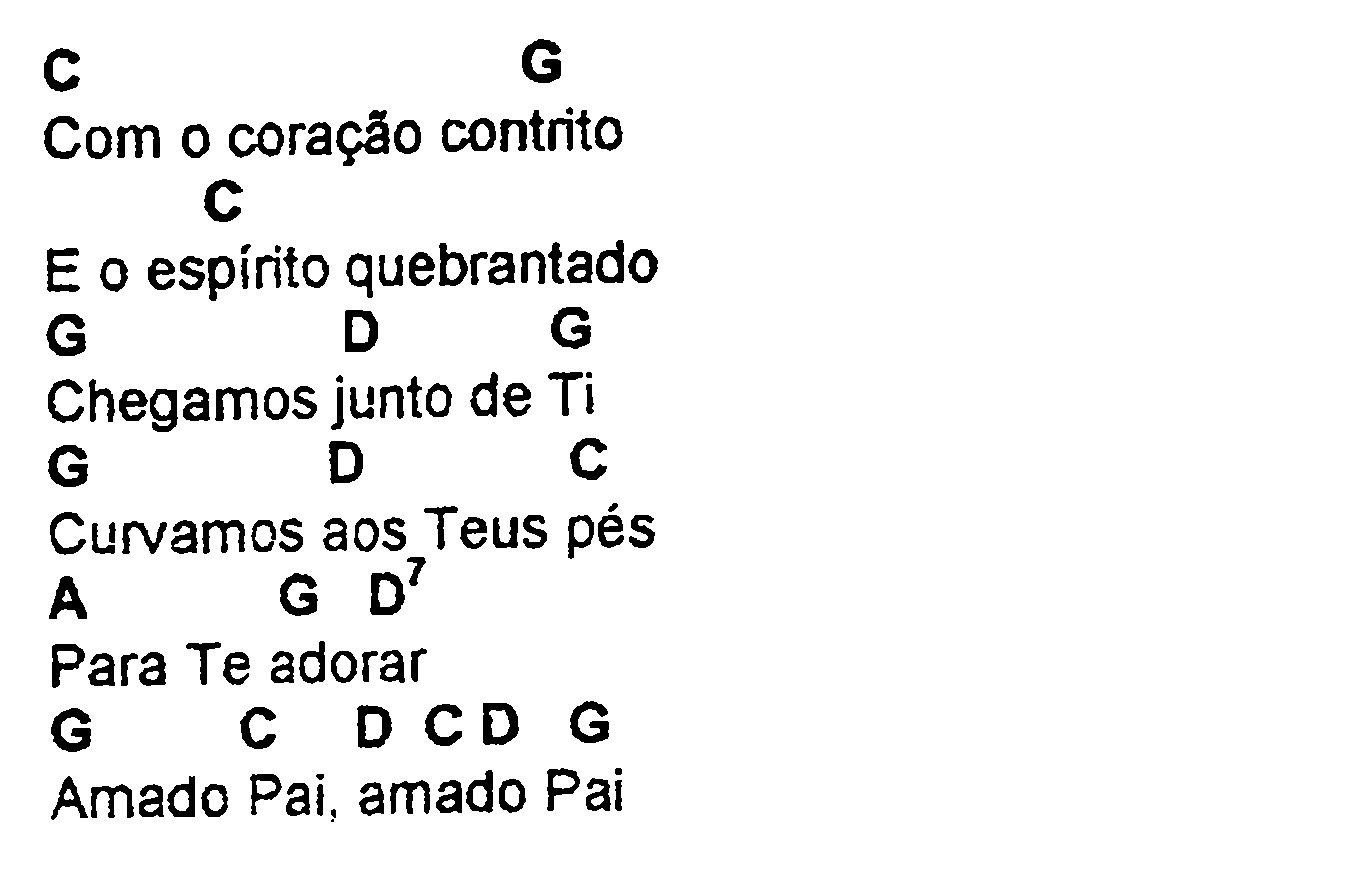 C G
Com o coração contrito
C
E o espírito quebrantado
G D G
Chegamos junto de Ti
G D C
Curvamos aos Teus pés
A G D7
Para Te adorar
G C D C D G
Amado Pai, amado Pai